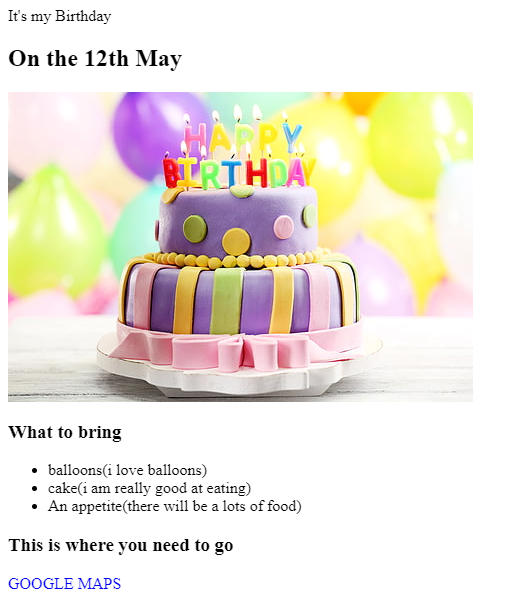 It's my Birthday
On the 12th May
HAPPY
BIRTHDAY
What to bring
balloons(i love balloons)
cake(i am really good at eating)
An appetite(there will be a lots of food)
This is where you need to go
GOOGLE MAPS